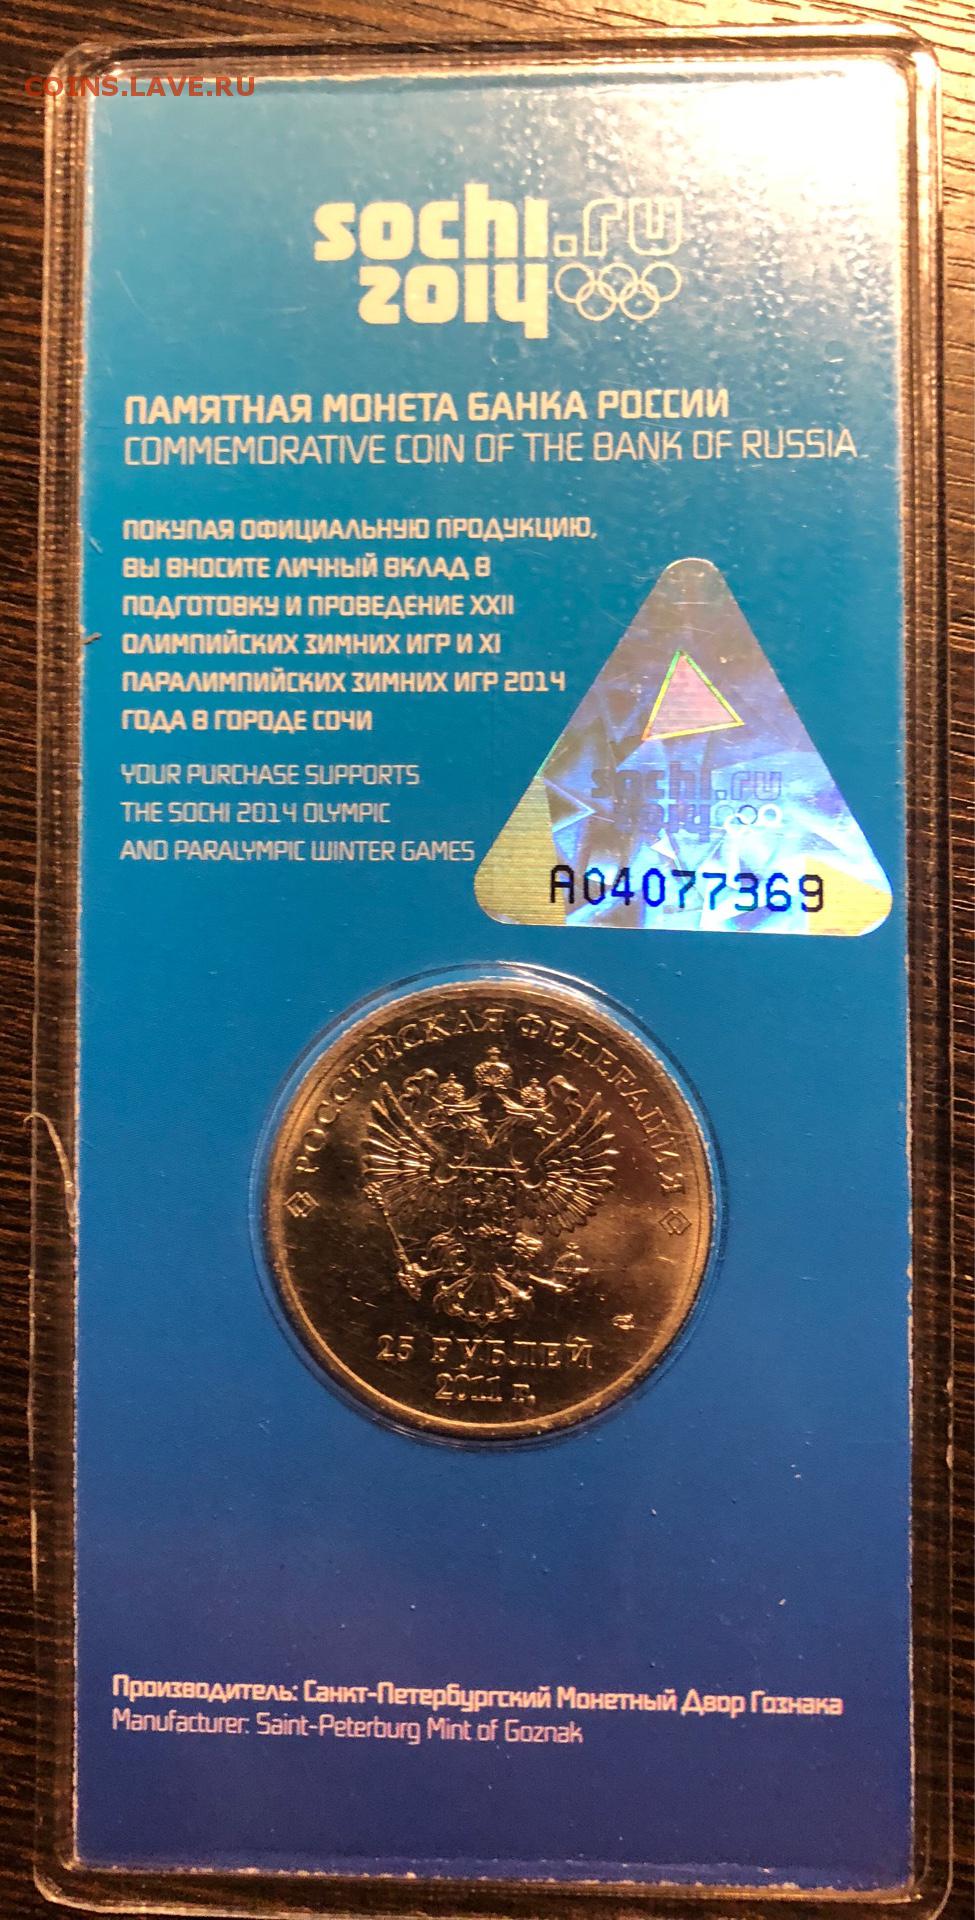 COINS.LAVE.RU
sochi.ru
2014
ПАМЯТНАЯ МОНЕТА БАНКА РОССИИ
COMMEMORATIVE COIN OF THE BANK OF RUSSIA
ПОКУПАЯ ОФИЦИАЛЬНУЮ ПРОДУКЦИЮ,
ВЫ ВНОСИТЕ ЛИЧНЫЙ ВКЛАД В
ПОДГОТОВКУ И ПРОВЕДЕНИЕ XXII
ОЛИМПИЙСКИХ ЗИМНИХ ИГР И XI
ПАРАЛИМПИЙСКИХ ЗИМНИХ ИГР 2014
ГОДА В ГОРОДЕ СОЧИ
YOUR PURCHASE SUPPORTS
THE SOCHI 2014 OLYMPIC
AND PARALYMPIC WINTER GAMES
sochi.ru
2014
A04077369
РОССИЙСКАЯ ФЕДЕРАЦИЯ
25 РУБЛЕЙ
2011 г.
Производитель: Санкт-Петербургский Монетный Двор Гознака
Manufacturer: Saint-Peterburg Mint of Goznak